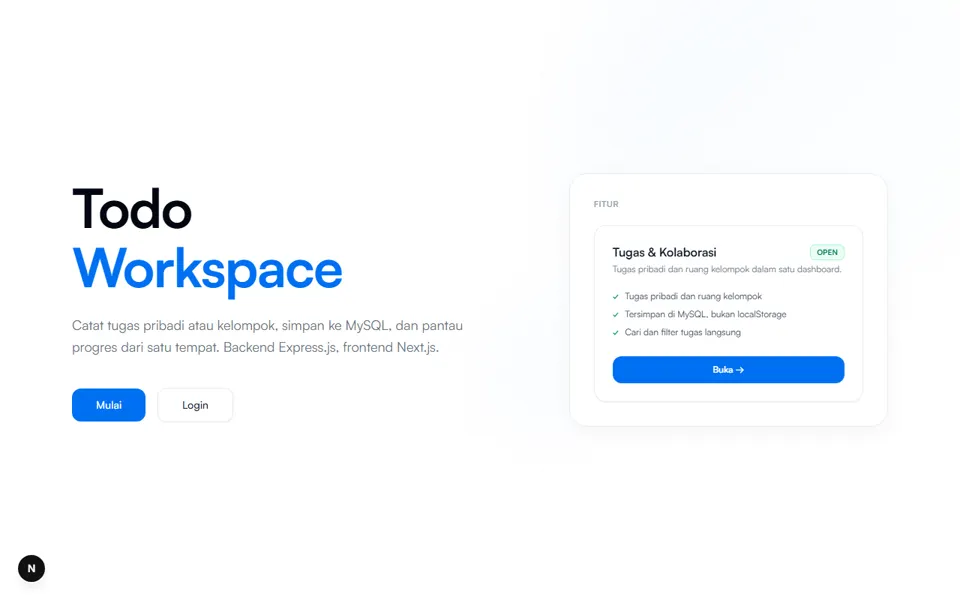 Todo
Workspace
Catat tugas pribadi atau kelompok, simpan ke MySQL, dan pantau
progres dari satu tempat. Backend Express.js, frontend Next.js.
Mulai
Login
FITUR
Tugas & Kolaborasi
OPEN
Tugas pribadi dan ruang kelompok dalam satu dashboard.
✓ Tugas pribadi dan ruang kelompok
✓ Tersimpan di MySQL, bukan localStorage
✓ Cari dan filter tugas langsung
Buka →
N